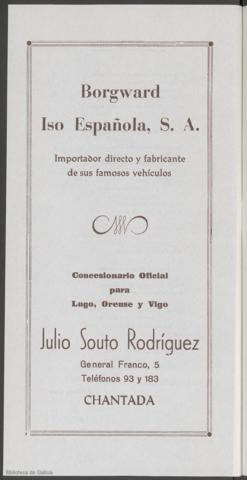 Borgward
Iso Española, S. A.
Importador directo y fabricante
de sus famosos vehículos
Concesionario Oficial
para
Lugo, Orense y Vigo
Julio Souto Rodríguez
General Franco, 5
Teléfonos 93 y 183
CHANTADA
Biblioteca de Galicia